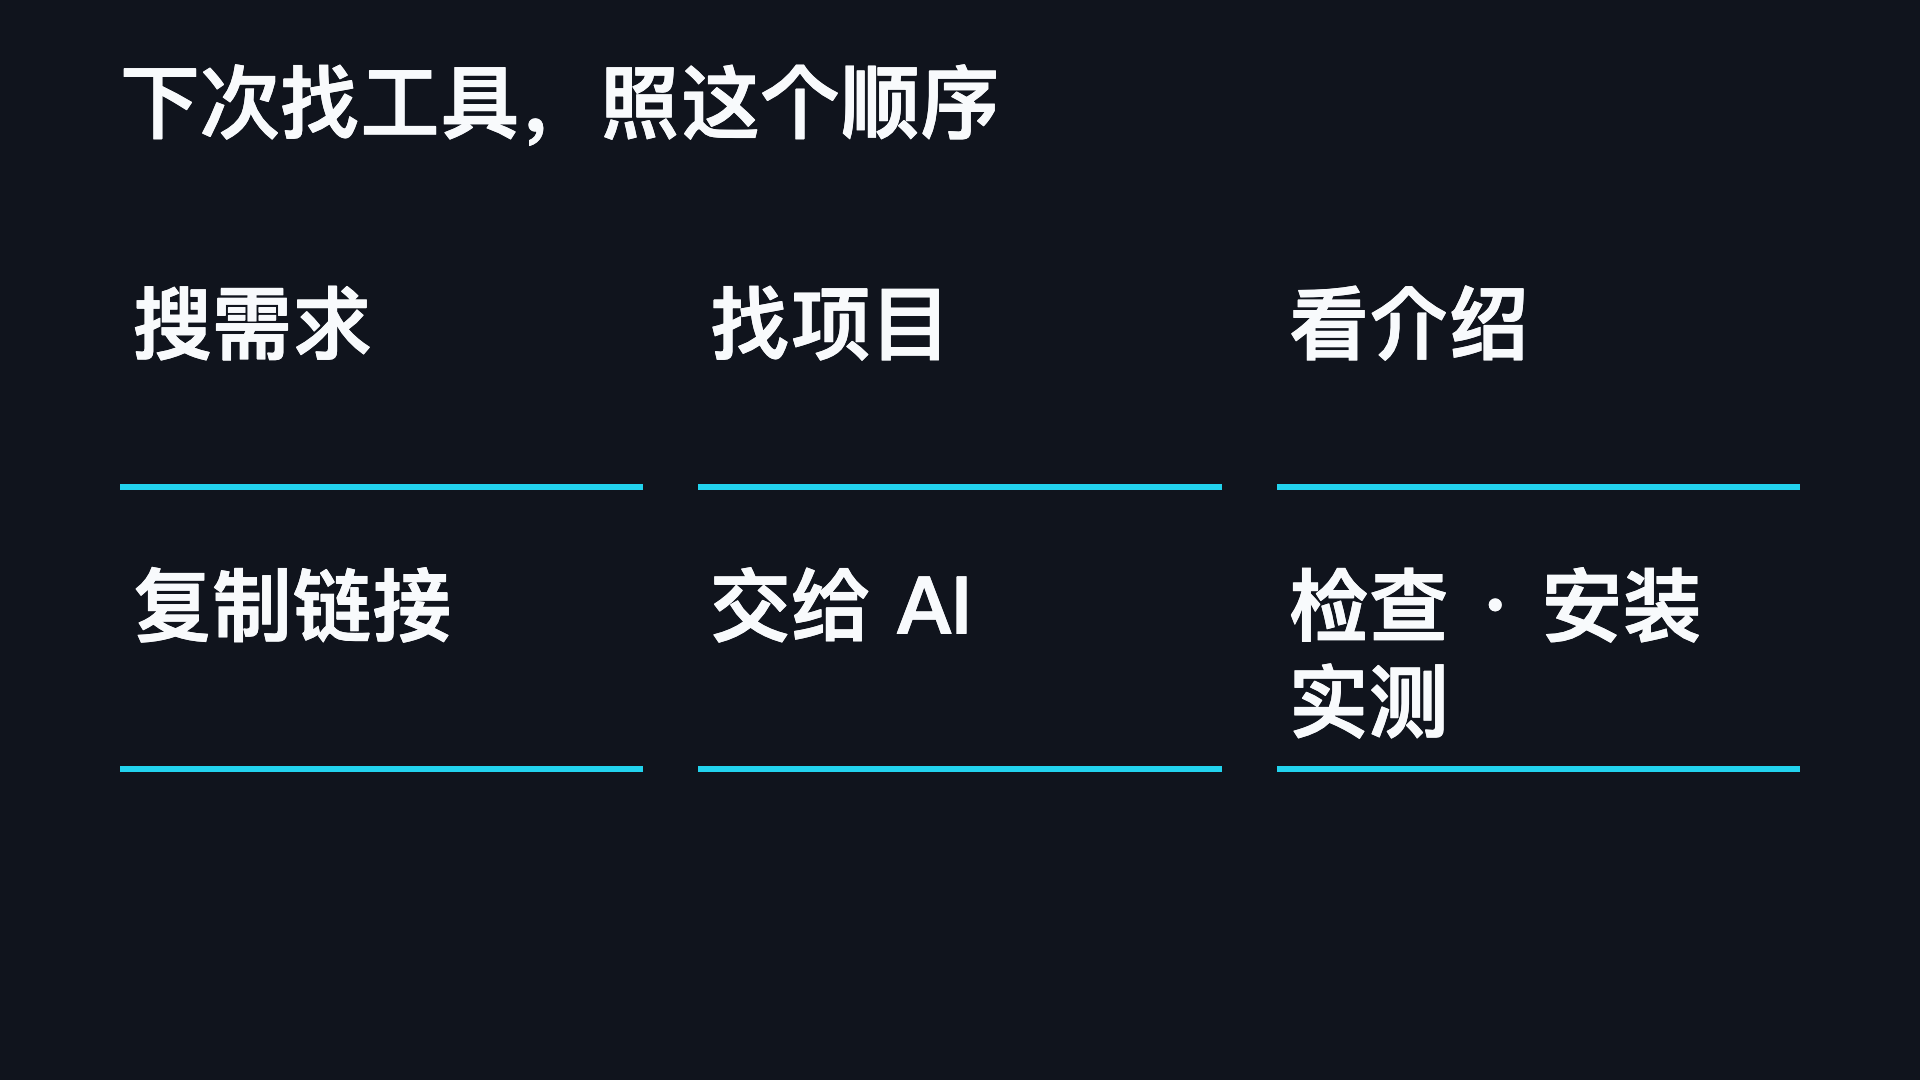 下次找工具，照这个顺序
搜需求
找项目
看介绍
复制链接
交给 AI
检查 · 安装
实测